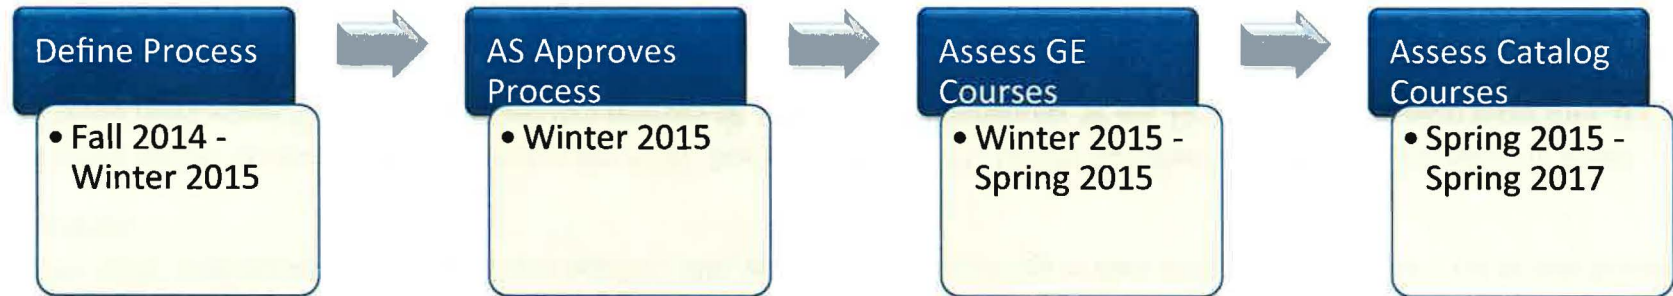 Define Process
• Fall 2014 -
Winter 2015
AS Approves
Process
• Winter 2015
Assess GE
Courses
• Winter 2015 -
Spring 2015
Assess Catalog
Courses
• Spring 2015 -
Spring 2017